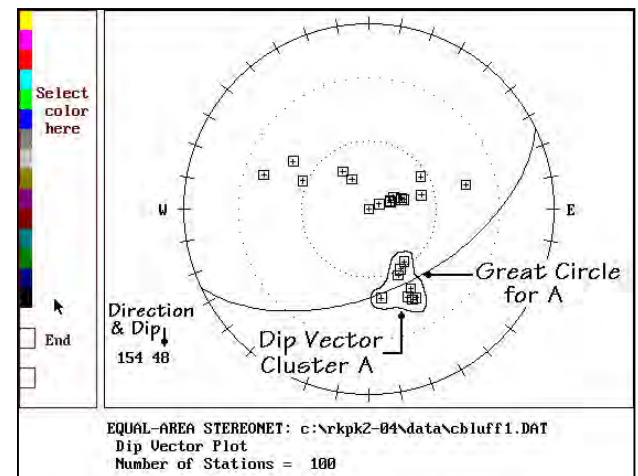 Select
color
here
W
E
Great Circle
for A
Direction
& Dip
154 48
End
Dip Vector
Cluster A
EQUAL-AREA STEREONET: c:\rkpk2-04\data\cbluff1.DAT
Dip Vector Plot
Number of Stations = 100